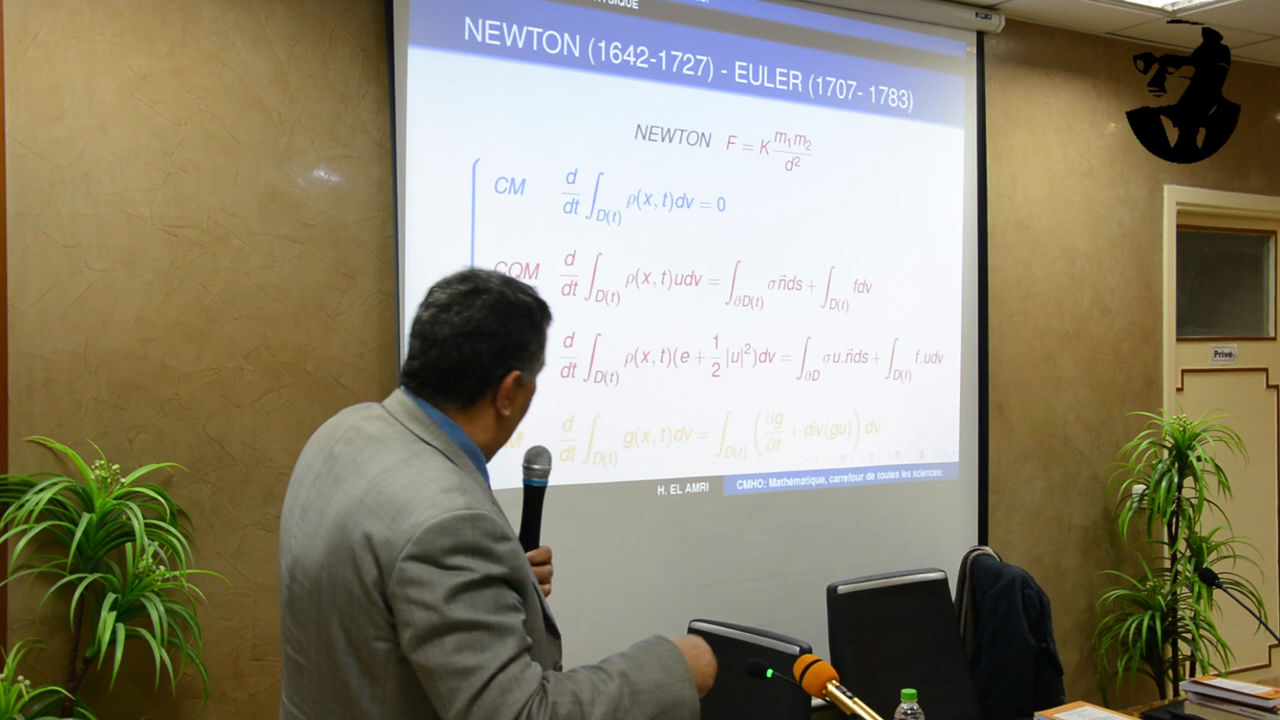 NEWTON (1642-1727) - EULER (1707- 1783)
NEWTON F = K m₁m₂ / d²
CM d/dt ∫_{D(t)} ρ(x, t)dv = 0
CQM d/dt ∫_{D(t)} ρ(x, t)udv = ∫_{∂D(t)} σn⃗ds + ∫_{D(t)} fdv
d/dt ∫_{D(t)} ρ(x, t)(e + 1/2 |u|²)dv = ∫_{∂D} σu.n⃗ds + ∫_{D(t)} f.udv
d/dt ∫_{D(t)} g(x, t)dv = ∫_{D(t)} (∂g/∂t + div(gu)) dv
H. EL AMRI CMHO: Mathématique, carrefour de toutes les sciences:
Privé